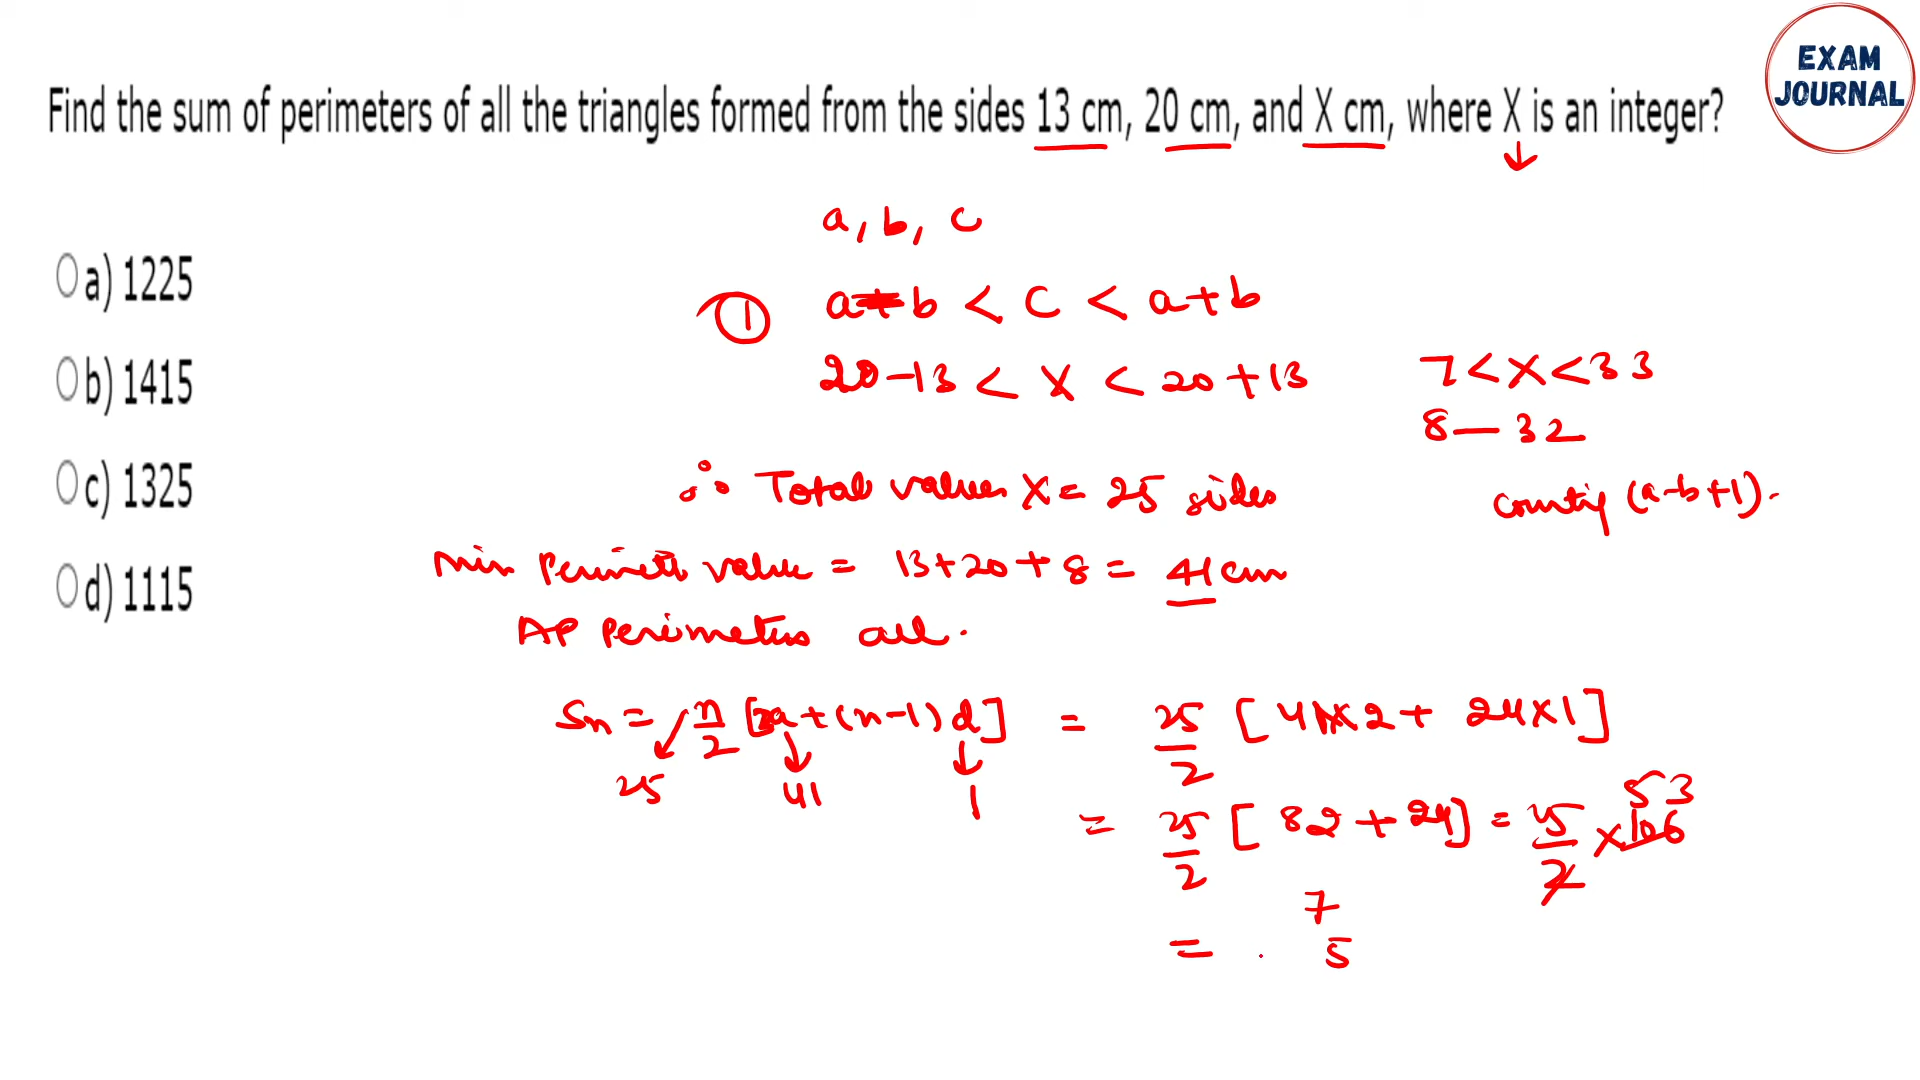 EXAM
JOURNAL
Find the sum of perimeters of all the triangles formed from the sides 13 cm, 20 cm, and X cm, where X is an integer?
a, b, c
a) 1225
① a-b < c < a+b
b) 1415
20-13 < X < 20+13
7 < X < 33
8 — 32
c) 1325
∴ Total values X = 25 sides
counting (a-b+1).
min perimeter value = 13+20+8 = 41cm
d) 1115
AP perimeters all.
Sn = n/2 [2a+(n-1)d] = 25/2 [41×2 + 24×1]
25 41 1
= 25/2 [82+24] = 25/2 ×106
53
7
= . 5